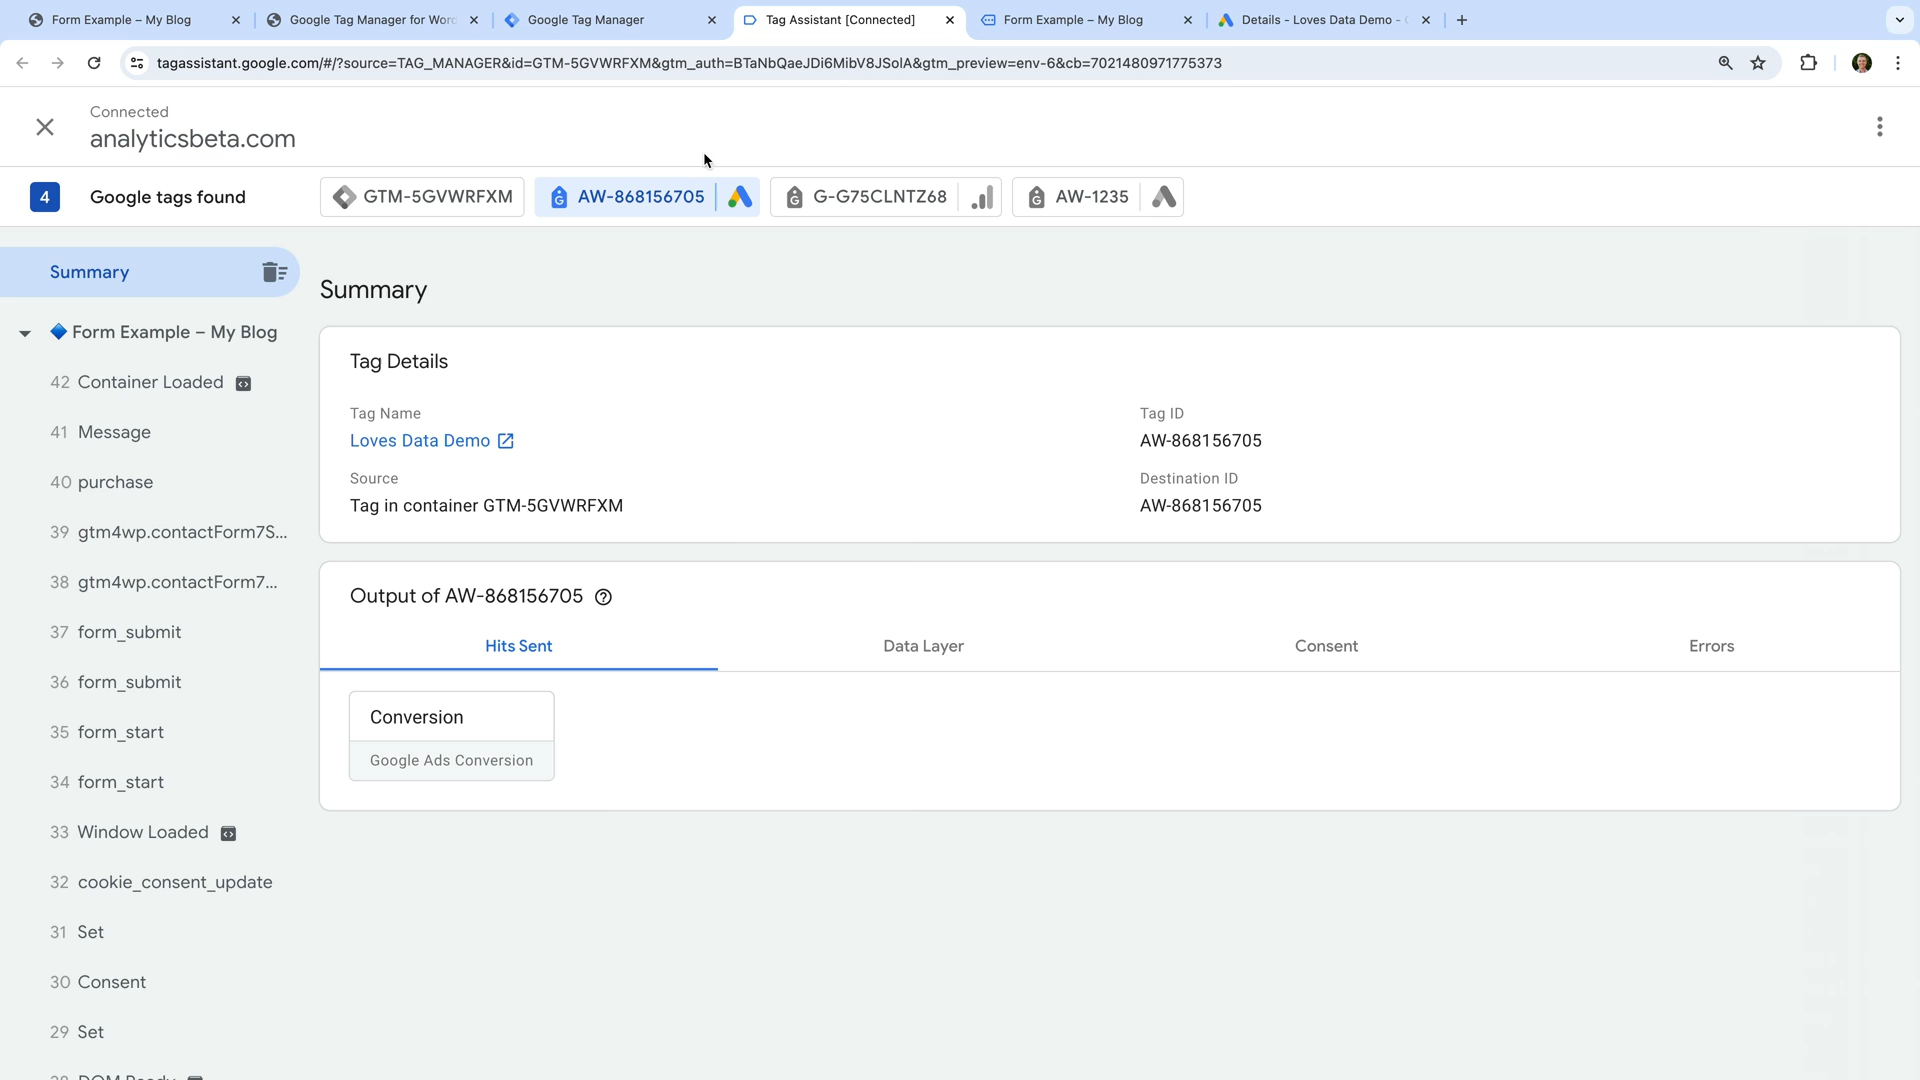 Form Example – My Blog
Google Tag Manager for Word
Google Tag Manager
Tag Assistant [Connected]
Form Example – My Blog
Details - Loves Data Demo -
tagassistant.google.com/#/?source=TAG_MANAGER&id=GTM-5GVWRFXM&gtm_auth=BTaNbQaeJDi6MibV8JSolA&gtm_preview=env-6&cb=7021480971775373
Connected
analyticsbeta.com
4
Google tags found
GTM-5GVWRFXM
AW-868156705
G-G75CLNTZ68
AW-1235
Summary
Form Example – My Blog
42 Container Loaded
41 Message
40 purchase
39 gtm4wp.contactForm7S...
38 gtm4wp.contactForm7...
37 form_submit
36 form_submit
35 form_start
34 form_start
33 Window Loaded
32 cookie_consent_update
31 Set
30 Consent
29 Set
Summary
Tag Details
Tag Name
Loves Data Demo
Tag ID
AW-868156705
Source
Tag in container GTM-5GVWRFXM
Destination ID
AW-868156705
Output of AW-868156705
Hits Sent
Data Layer
Consent
Errors
Conversion
Google Ads Conversion